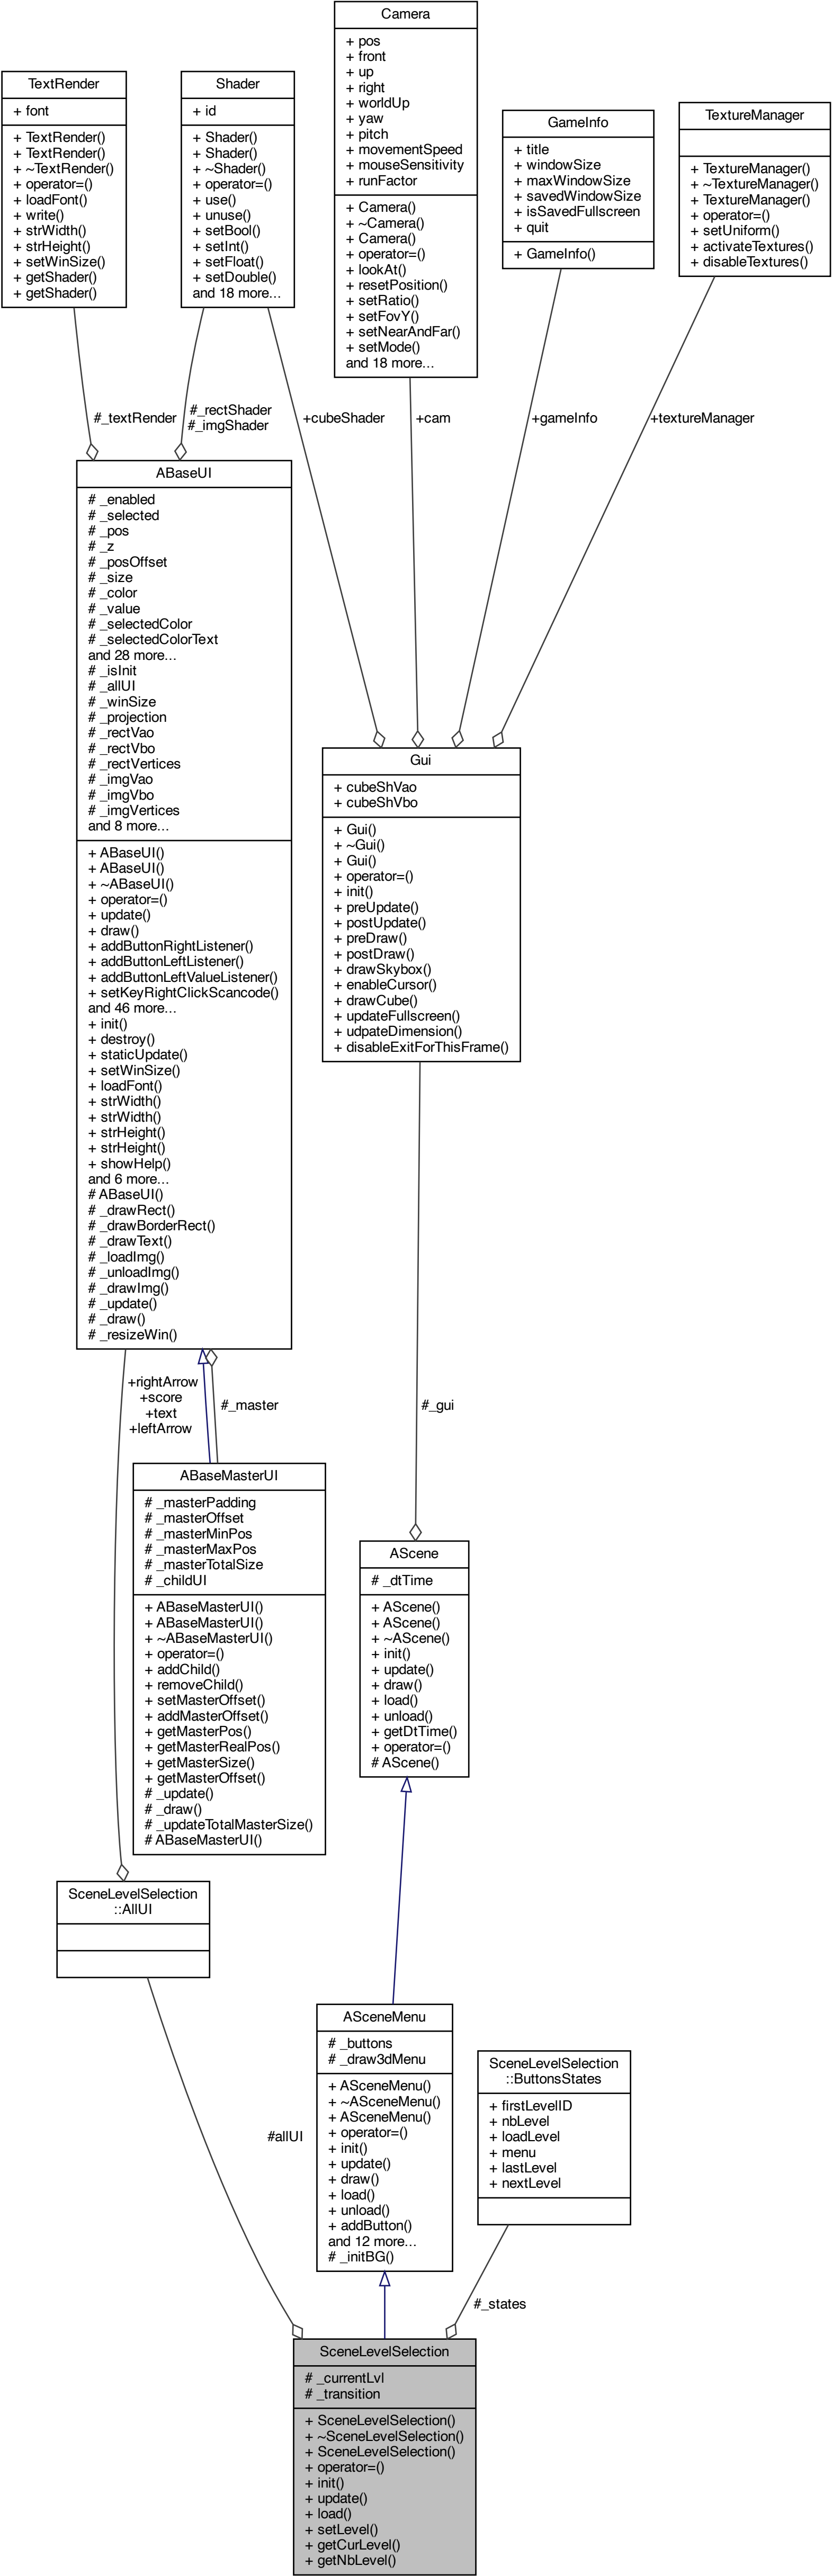 Camera
+ pos
+ front
+ up
+ right
+ worldUp
+ yaw
+ pitch
+ movementSpeed
+ mouseSensitivity
+ runFactor
+ Camera()
+ ~Camera()
+ Camera()
+ operator=()
+ lookAt()
+ resetPosition()
+ setRatio()
+ setFovY()
+ setNearAndFar()
+ setMode()
and 18 more...
TextRender
+ font
+ TextRender()
+ TextRender()
+ ~TextRender()
+ operator=()
+ loadFont()
+ write()
+ strWidth()
+ strHeight()
+ setWinSize()
+ getShader()
+ getShader()
Shader
+ id
+ Shader()
+ Shader()
+ ~Shader()
+ operator=()
+ use()
+ unuse()
+ setBool()
+ setInt()
+ setFloat()
+ setDouble()
and 18 more...
GameInfo
+ title
+ windowSize
+ maxWindowSize
+ savedWindowSize
+ isSavedFullscreen
+ quit
+ GameInfo()
TextureManager
+ TextureManager()
+ ~TextureManager()
+ TextureManager()
+ operator=()
+ setUniform()
+ activateTextures()
+ disableTextures()
#_textRender
#_rectShader
#_imgShader
+cubeShader
+cam
+gameInfo
+textureManager
ABaseUI
# _enabled
# _selected
# _pos
# _z
# _posOffset
# _size
# _color
# _value
# _selectedColor
# _selectedColorText
and 28 more...
# _isInit
# _allUI
# _winSize
# _projection
# _rectVao
# _rectVbo
# _rectVertices
# _imgVao
# _imgVbo
# _imgVertices
and 8 more...
+ ABaseUI()
+ ABaseUI()
+ ~ABaseUI()
+ operator=()
+ update()
+ draw()
+ addButtonRightListener()
+ addButtonLeftListener()
+ addButtonLeftValueListener()
+ setKeyRightClickScancode()
and 46 more...
+ init()
+ destroy()
+ staticUpdate()
+ setWinSize()
+ loadFont()
+ strWidth()
+ strWidth()
+ strHeight()
+ strHeight()
+ showHelp()
and 6 more...
# ABaseUI()
# _drawRect()
# _drawBorderRect()
# _drawText()
# _loadImg()
# _unloadImg()
# _drawImg()
# _update()
# _draw()
# _resizeWin()
Gui
+ cubeShVao
+ cubeShVbo
+ Gui()
+ ~Gui()
+ Gui()
+ operator=()
+ init()
+ preUpdate()
+ postUpdate()
+ preDraw()
+ postDraw()
+ drawSkybox()
+ enableCursor()
+ drawCube()
+ updateFullscreen()
+ udpateDimension()
+ disableExitForThisFrame()
+rightArrow
+score
+text
+leftArrow
#_master
#_gui
ABaseMasterUI
# _masterPadding
# _masterOffset
# _masterMinPos
# _masterMaxPos
# _masterTotalSize
# _childUI
+ ABaseMasterUI()
+ ABaseMasterUI()
+ ~ABaseMasterUI()
+ operator=()
+ addChild()
+ removeChild()
+ setMasterOffset()
+ addMasterOffset()
+ getMasterPos()
+ getMasterRealPos()
+ getMasterSize()
+ getMasterOffset()
# _update()
# _draw()
# _updateTotalMasterSize()
# ABaseMasterUI()
AScene
# _dtTime
+ AScene()
+ AScene()
+ ~AScene()
+ init()
+ update()
+ draw()
+ load()
+ unload()
+ getDtTime()
+ operator=()
# AScene()
SceneLevelSelection
::AllUI
ASceneMenu
# _buttons
# _draw3dMenu
+ ASceneMenu()
+ ~ASceneMenu()
+ ASceneMenu()
+ operator=()
+ init()
+ update()
+ draw()
+ load()
+ unload()
+ addButton()
and 12 more...
# _initBG()
SceneLevelSelection
::ButtonsStates
+ firstLevelID
+ nbLevel
+ loadLevel
+ menu
+ lastLevel
+ nextLevel
#allUI
#_states
SceneLevelSelection
# _currentLvl
# _transition
+ SceneLevelSelection()
+ ~SceneLevelSelection()
+ SceneLevelSelection()
+ operator=()
+ init()
+ update()
+ load()
+ setLevel()
+ getCurLevel()
+ getNbLevel()